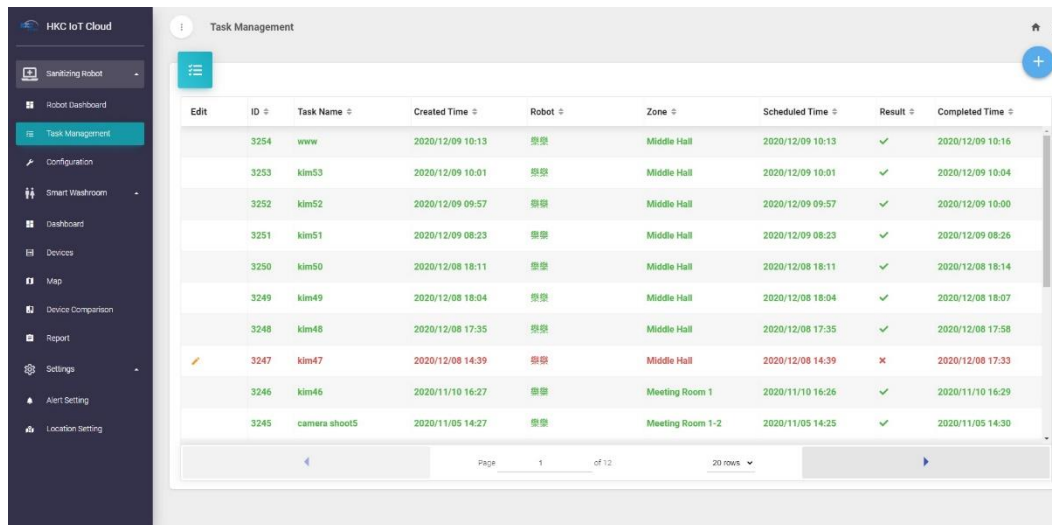 HKC IoT Cloud
Task Management
Sanitizing Robot
Robot Dashboard
Task Management
Configuration
Smart Washroom
Dashboard
Devices
Map
Device Comparison
Report
Settings
Alert Setting
Location Setting
Edit ID Task Name Created Time Robot Zone Scheduled Time Result Completed Time
3254 www 2020/12/09 10:13 Middle Hall 2020/12/09 10:13 2020/12/09 10:16
3253 kim53 2020/12/09 10:01 Middle Hall 2020/12/09 10:01 2020/12/09 10:04
3252 kim52 2020/12/09 09:57 Middle Hall 2020/12/09 09:57 2020/12/09 10:00
3251 kim51 2020/12/09 08:23 Middle Hall 2020/12/09 08:23 2020/12/09 08:26
3250 kim50 2020/12/08 18:11 Middle Hall 2020/12/08 18:11 2020/12/08 18:14
3249 kim49 2020/12/08 18:04 Middle Hall 2020/12/08 18:04 2020/12/08 18:07
3248 kim48 2020/12/08 17:35 Middle Hall 2020/12/08 17:35 2020/12/08 17:58
3247 kim47 2020/12/08 14:39 Middle Hall 2020/12/08 14:39 2020/12/08 17:33
3246 kim46 2020/11/10 16:27 Meeting Room 1 2020/11/10 16:26 2020/11/10 16:29
3245 camera shoot5 2020/11/05 14:27 Meeting Room 1-2 2020/11/05 14:25 2020/11/05 14:30
Page 1 of 12 20 rows